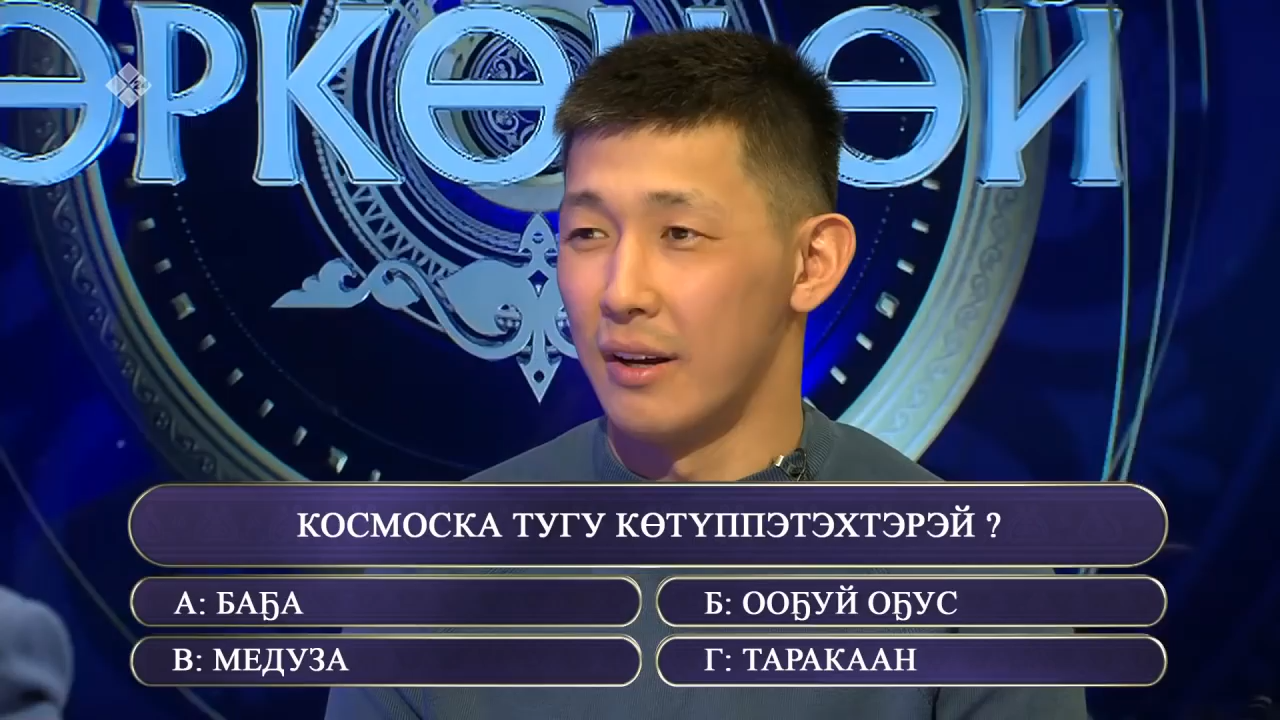 КОСМОСКА ТУГУ КӨТҮППЭТЭХТЭРЭЙ ?
А: БАҔА
Б: ООҔУЙ ОҔУС
В: МЕДУЗА
Г: ТАРАКААН